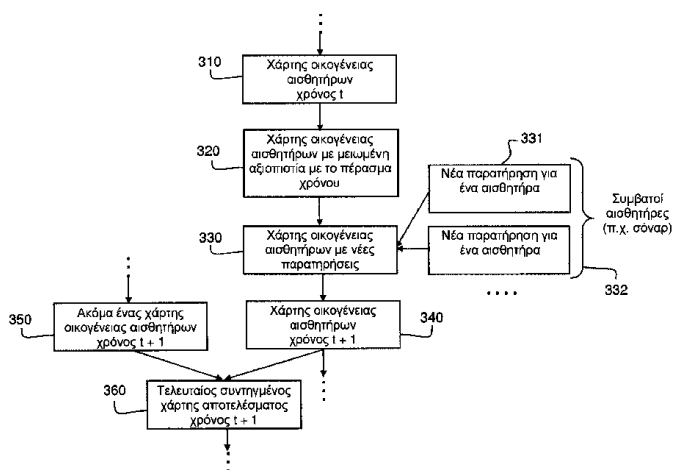 310
Χάρτης οικογένειας
αισθητήρων
χρόνος t
320
Χάρτης οικογένειας
αισθητήρων με μειωμένη
αξιοπιστία με το πέρασμα
χρόνου
331
Νέα παρατήρηση για
ένα αισθητήρα
Συμβατοί
αισθητήρες
(π.χ. σόναρ)
330
Χάρτης οικογένειας
αισθητήρων με νέες
παρατηρήσεις
Νέα παρατήρηση για
ένα αισθητήρα
332
350
Ακόμα ένας χάρτης
οικογένειας αισθητήρων
χρόνος t + 1
Χάρτης οικογένειας
αισθητήρων
χρόνος t + 1
340
360
Τελευταίος συντηγμένος
χάρτης αποτελέσματος
χρόνος t + 1